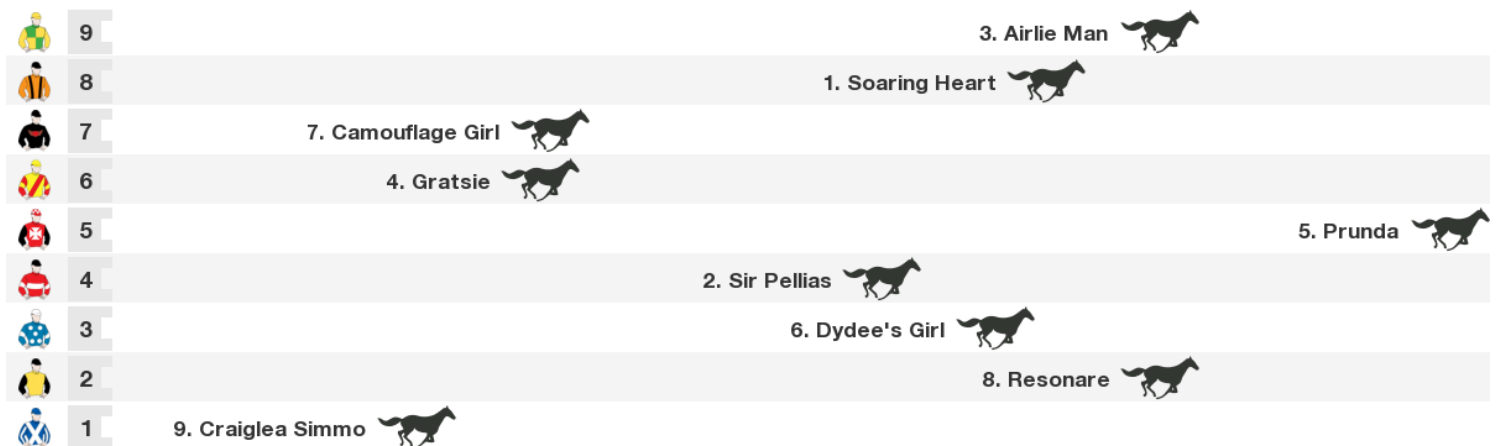 9 3. Airlie Man
8 1. Soaring Heart
7 7. Camouflage Girl
6 4. Gratsie
5 5. Prunda
4 2. Sir Pellias
3 6. Dydee's Girl
2 8. Resonare
1 9. Craiglea Simmo